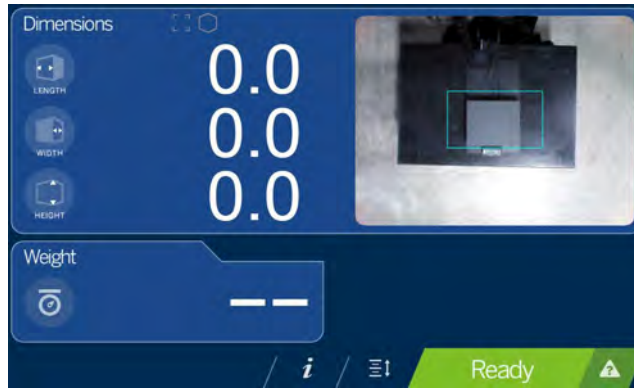 Dimensions
LENGTH
0.0
WIDTH
0.0
HEIGHT
0.0
Weight
——
i
Ready
?